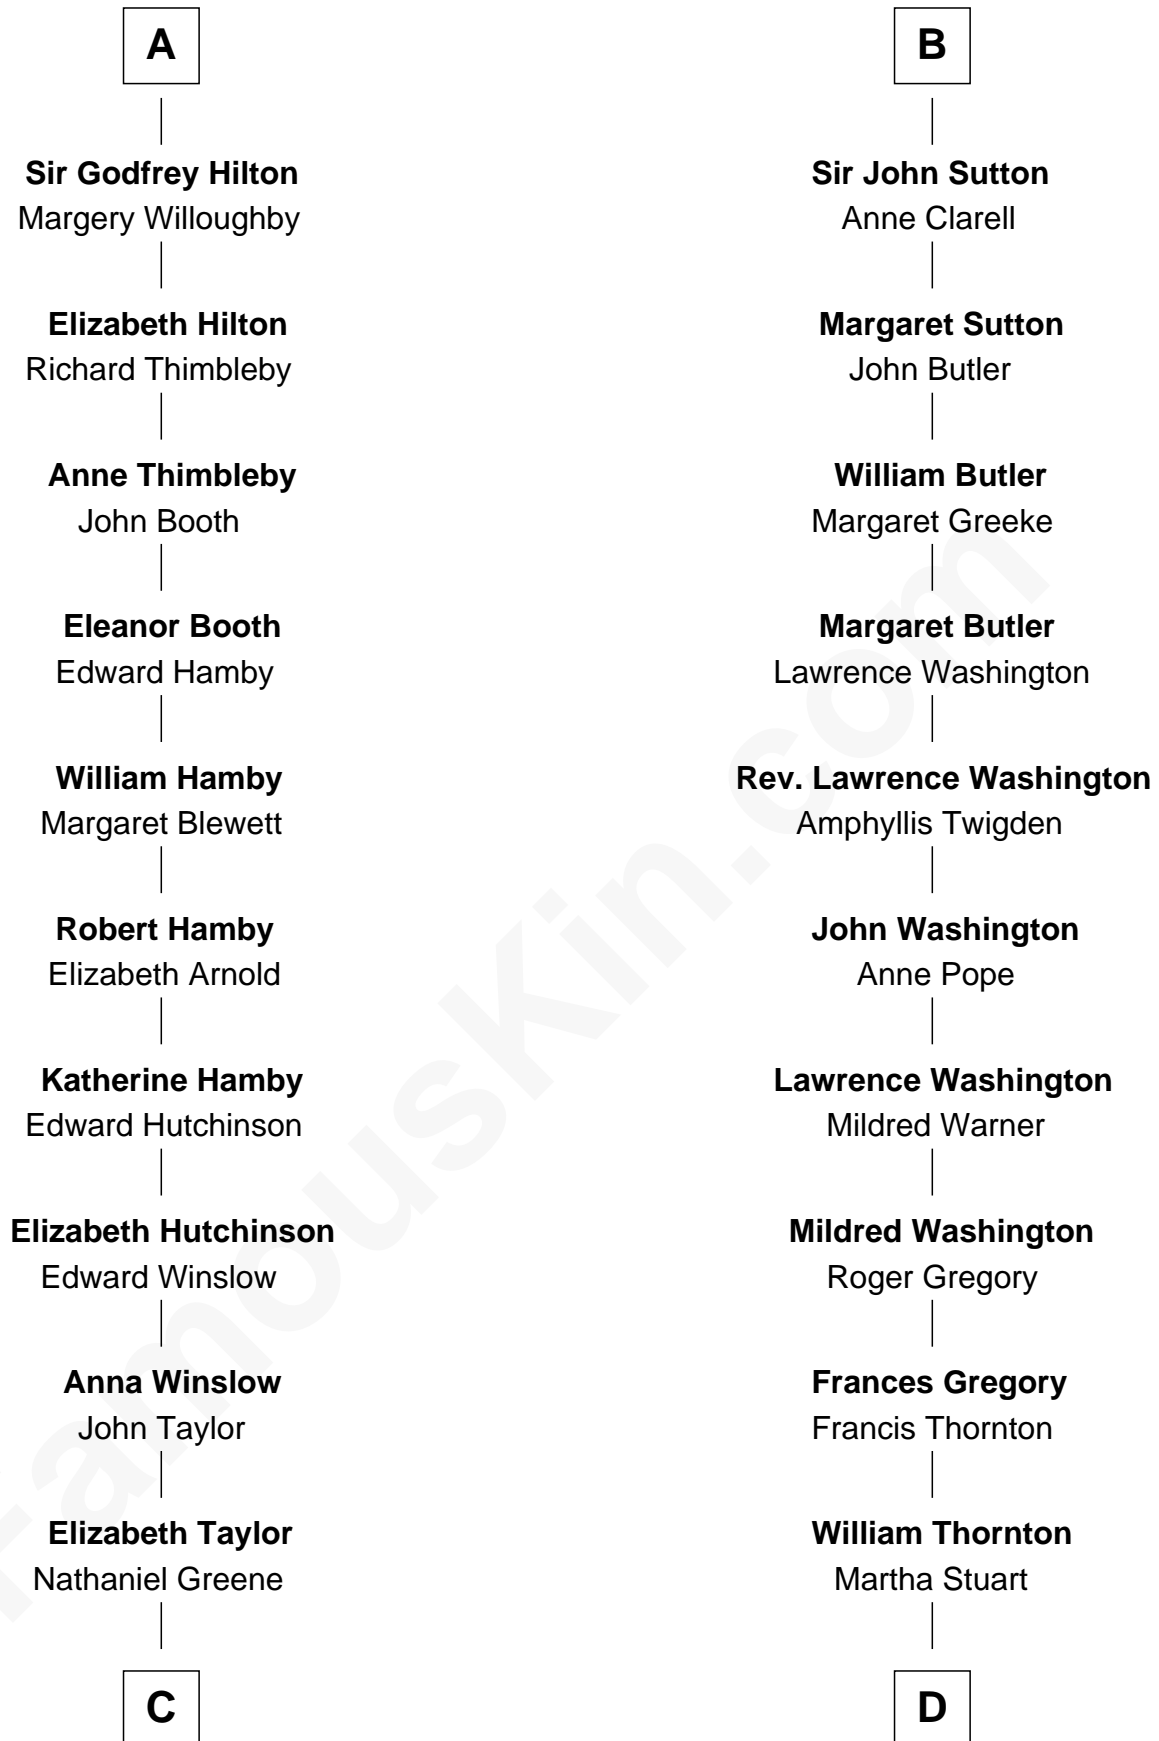 A
Sir Godfrey Hilton
Margery Willoughby
Elizabeth Hilton
Richard Thimbleby
Anne Thimbleby
John Booth
Eleanor Booth
Edward Hamby
William Hamby
Margaret Blewett
Robert Hamby
Elizabeth Arnold
Katherine Hamby
Edward Hutchinson
Elizabeth Hutchinson
Edward Winslow
Anna Winslow
John Taylor
Elizabeth Taylor
Nathaniel Greene
C
B
Sir John Sutton
Anne Clarell
Margaret Sutton
John Butler
William Butler
Margaret Greeke
Margaret Butler
Lawrence Washington
Rev. Lawrence Washington
Amphyllis Twigden
John Washington
Anne Pope
Lawrence Washington
Mildred Warner
Mildred Washington
Roger Gregory
Frances Gregory
Francis Thornton
William Thornton
Martha Stuart
D
FamousKin.com